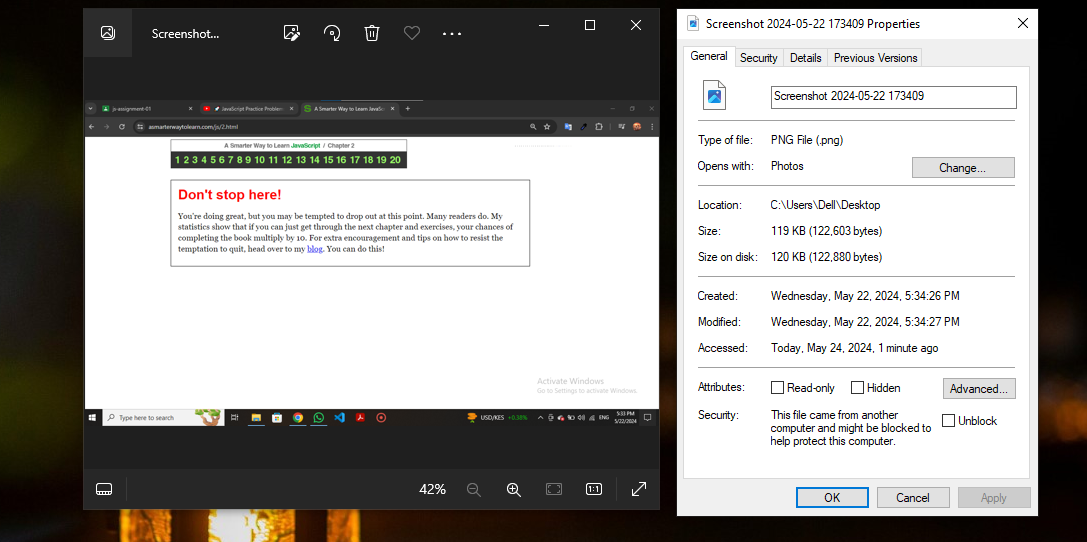 Screenshot...
js-assignment-01
JavaScript Practice Problem
A Smarter Way to Learn JavaSc
asmarterwaytolearn.com/js/2.html
A Smarter Way to Learn JavaScript / Chapter 2
1 2 3 4 5 6 7 8 9 10 11 12 13 14 15 16 17 18 19 20
Don't stop here!
You're doing great, but you may be tempted to drop out at this point. Many readers do. My
statistics show that if you can just get through the next chapter and exercises, your chances of
completing the book multiply by 10. For extra encouragement and tips on how to resist the
temptation to quit, head over to my blog. You can do this!
Activate Windows
Go to Settings to activate Windows.
Type here to search
USD/KES +0.38%
ENG
5:33 PM
5/22/2024
42%
1:1
Screenshot 2024-05-22 173409 Properties
General Security Details Previous Versions
Screenshot 2024-05-22 173409
Type of file: PNG File (.png)
Opens with: Photos Change...
Location: C:\Users\Dell\Desktop
Size: 119 KB (122,603 bytes)
Size on disk: 120 KB (122,880 bytes)
Created: Wednesday, May 22, 2024, 5:34:26 PM
Modified: Wednesday, May 22, 2024, 5:34:27 PM
Accessed: Today, May 24, 2024, 1 minute ago
Attributes: Read-only Hidden Advanced...
Security: This file came from another
computer and might be blocked to
help protect this computer.
Unblock
OK Cancel Apply